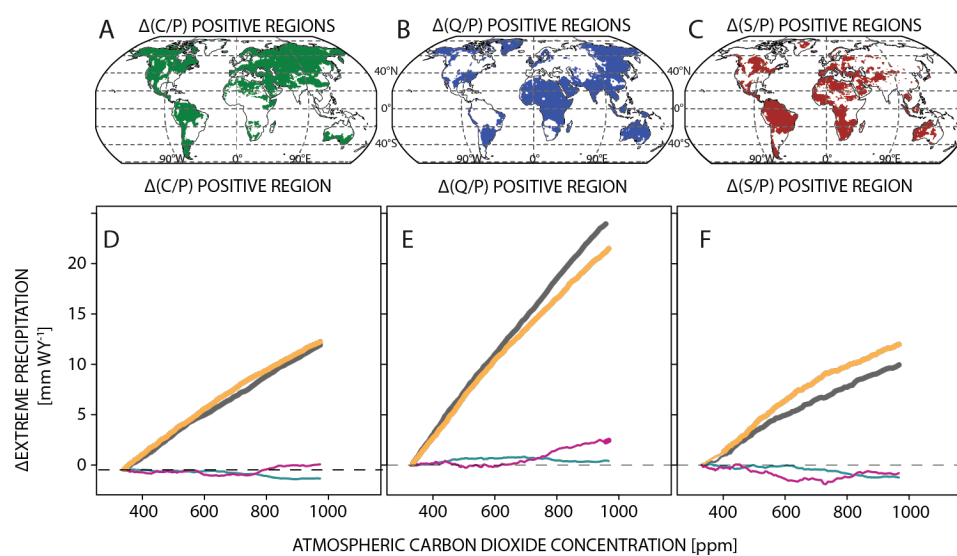 Δ(C/P) POSITIVE REGIONS
Δ(Q/P) POSITIVE REGIONS
Δ(S/P) POSITIVE REGIONS
A
B
C
40°N
0°
40°S
90°W
0°
90°E
40°N
0°
40°S
90°W
0°
90°E
40°N
0°
40°S
90°W
0°
90°E
Δ(C/P) POSITIVE REGION
Δ(Q/P) POSITIVE REGION
Δ(S/P) POSITIVE REGION
D
E
F
ΔEXTREME PRECIPITATION
[mm WY⁻¹]
20
15
10
5
0
400
600
800
1000
400
600
800
1000
400
600
800
1000
ATMOSPHERIC CARBON DIOXIDE CONCENTRATION [ppm]